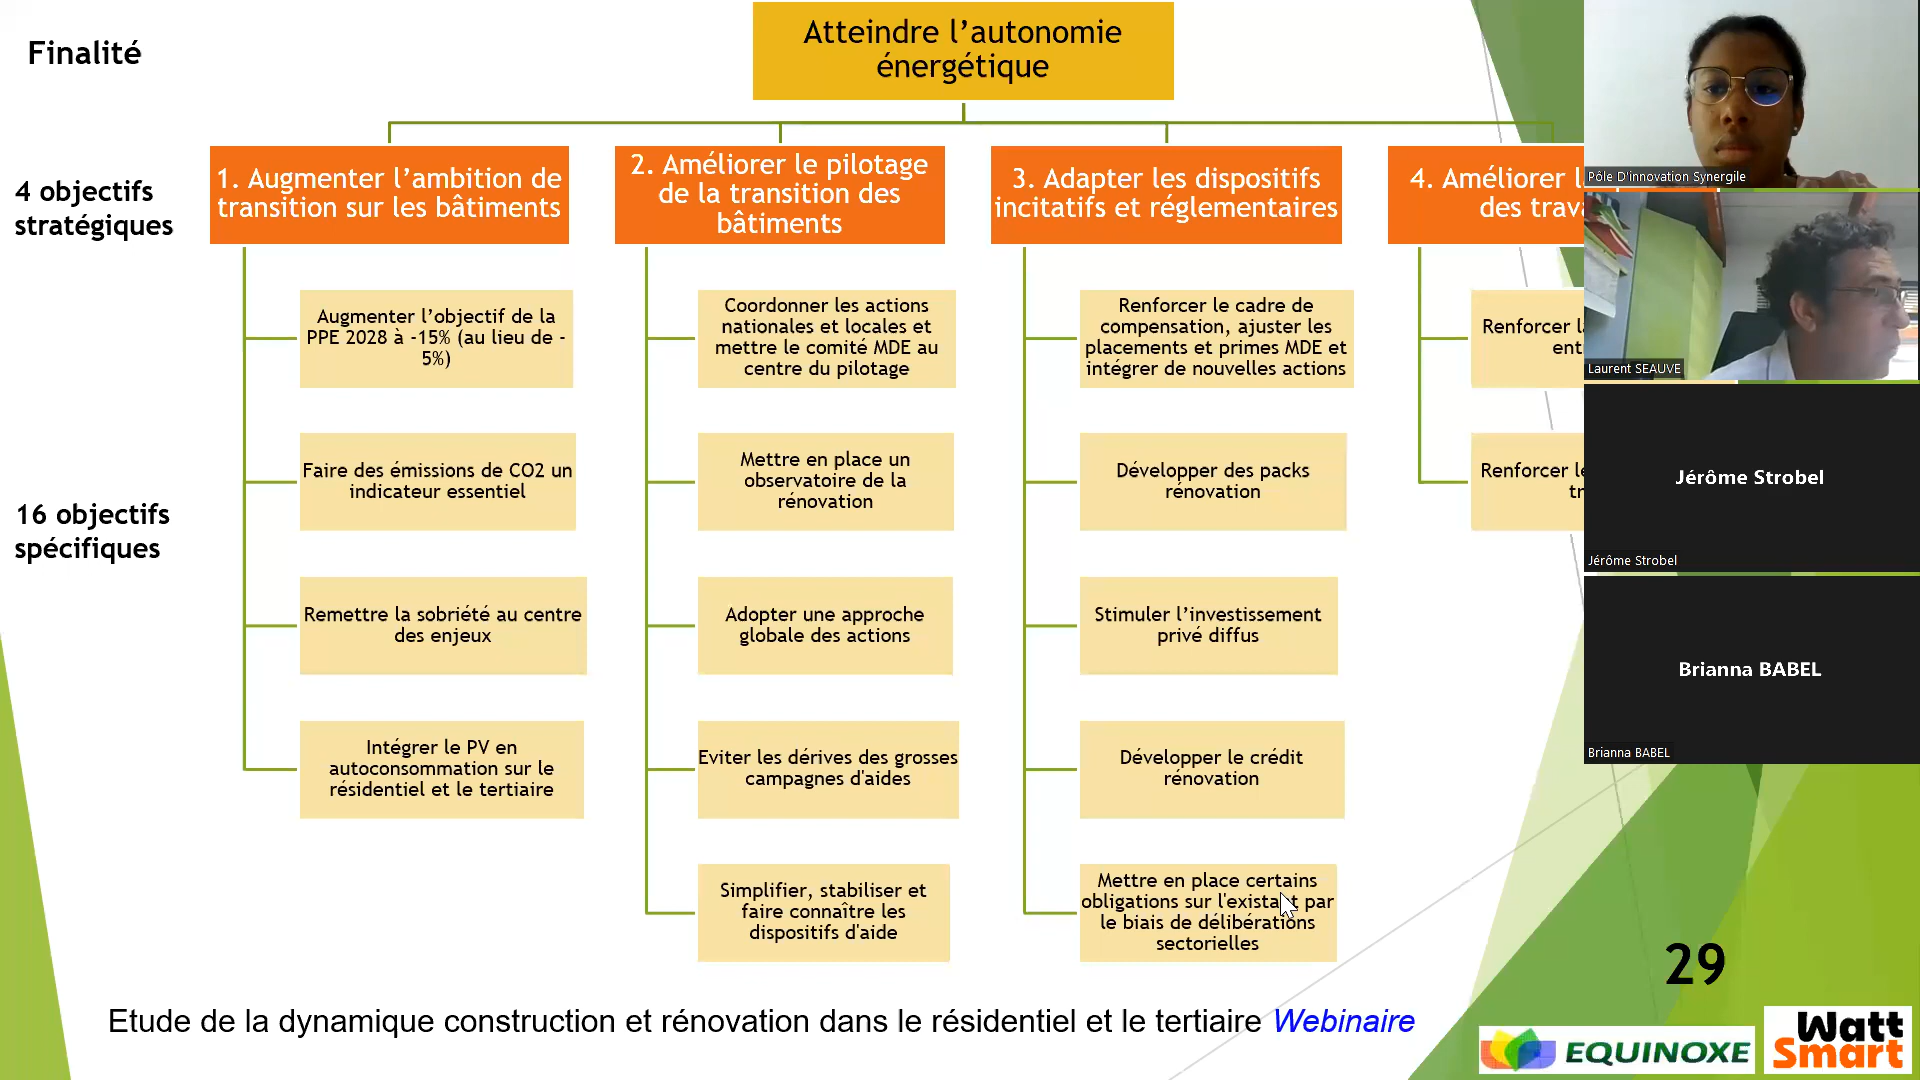 Finalité
Atteindre l’autonomie
énergétique
4 objectifs
stratégiques
1. Augmenter l’ambition de
transition sur les bâtiments
2. Améliorer le pilotage
de la transition des
bâtiments
3. Adapter les dispositifs
incitatifs et réglementaires
4. Améliorer
des
16 objectifs
spécifiques
Augmenter l’objectif de la
PPE 2028 à -15% (au lieu de -
5%)
Faire des émissions de CO2 un
indicateur essentiel
Remettre la sobriété au centre
des enjeux
Intégrer le PV en
autoconsommation sur le
résidentiel et le tertiaire
Coordonner les actions
nationales et locales et
mettre le comité MDE au
centre du pilotage
Mettre en place un
observatoire de la
rénovation
Adopter une approche
globale des actions
Eviter les dérives des grosses
campagnes d'aides
Simplifier, stabiliser et
faire connaître les
dispositifs d'aide
Renforcer le cadre de
compensation, ajuster les
placements et primes MDE et
intégrer de nouvelles actions
Développer des packs
rénovation
Stimuler l’investissement
privé diffus
Développer le crédit
rénovation
Mettre en place certains
obligations sur l'existant par
le biais de délibérations
sectorielles
Renforcer
Renforcer
Pôle D'innovation Synergile
Laurent SEAUVE
Jérôme Strobel
Jérôme Strobel
Brianna BABEL
Brianna BABEL
29
Etude de la dynamique construction et rénovation dans le résidentiel et le tertiaire Webinaire
EQUINOXE
Watt
Smart